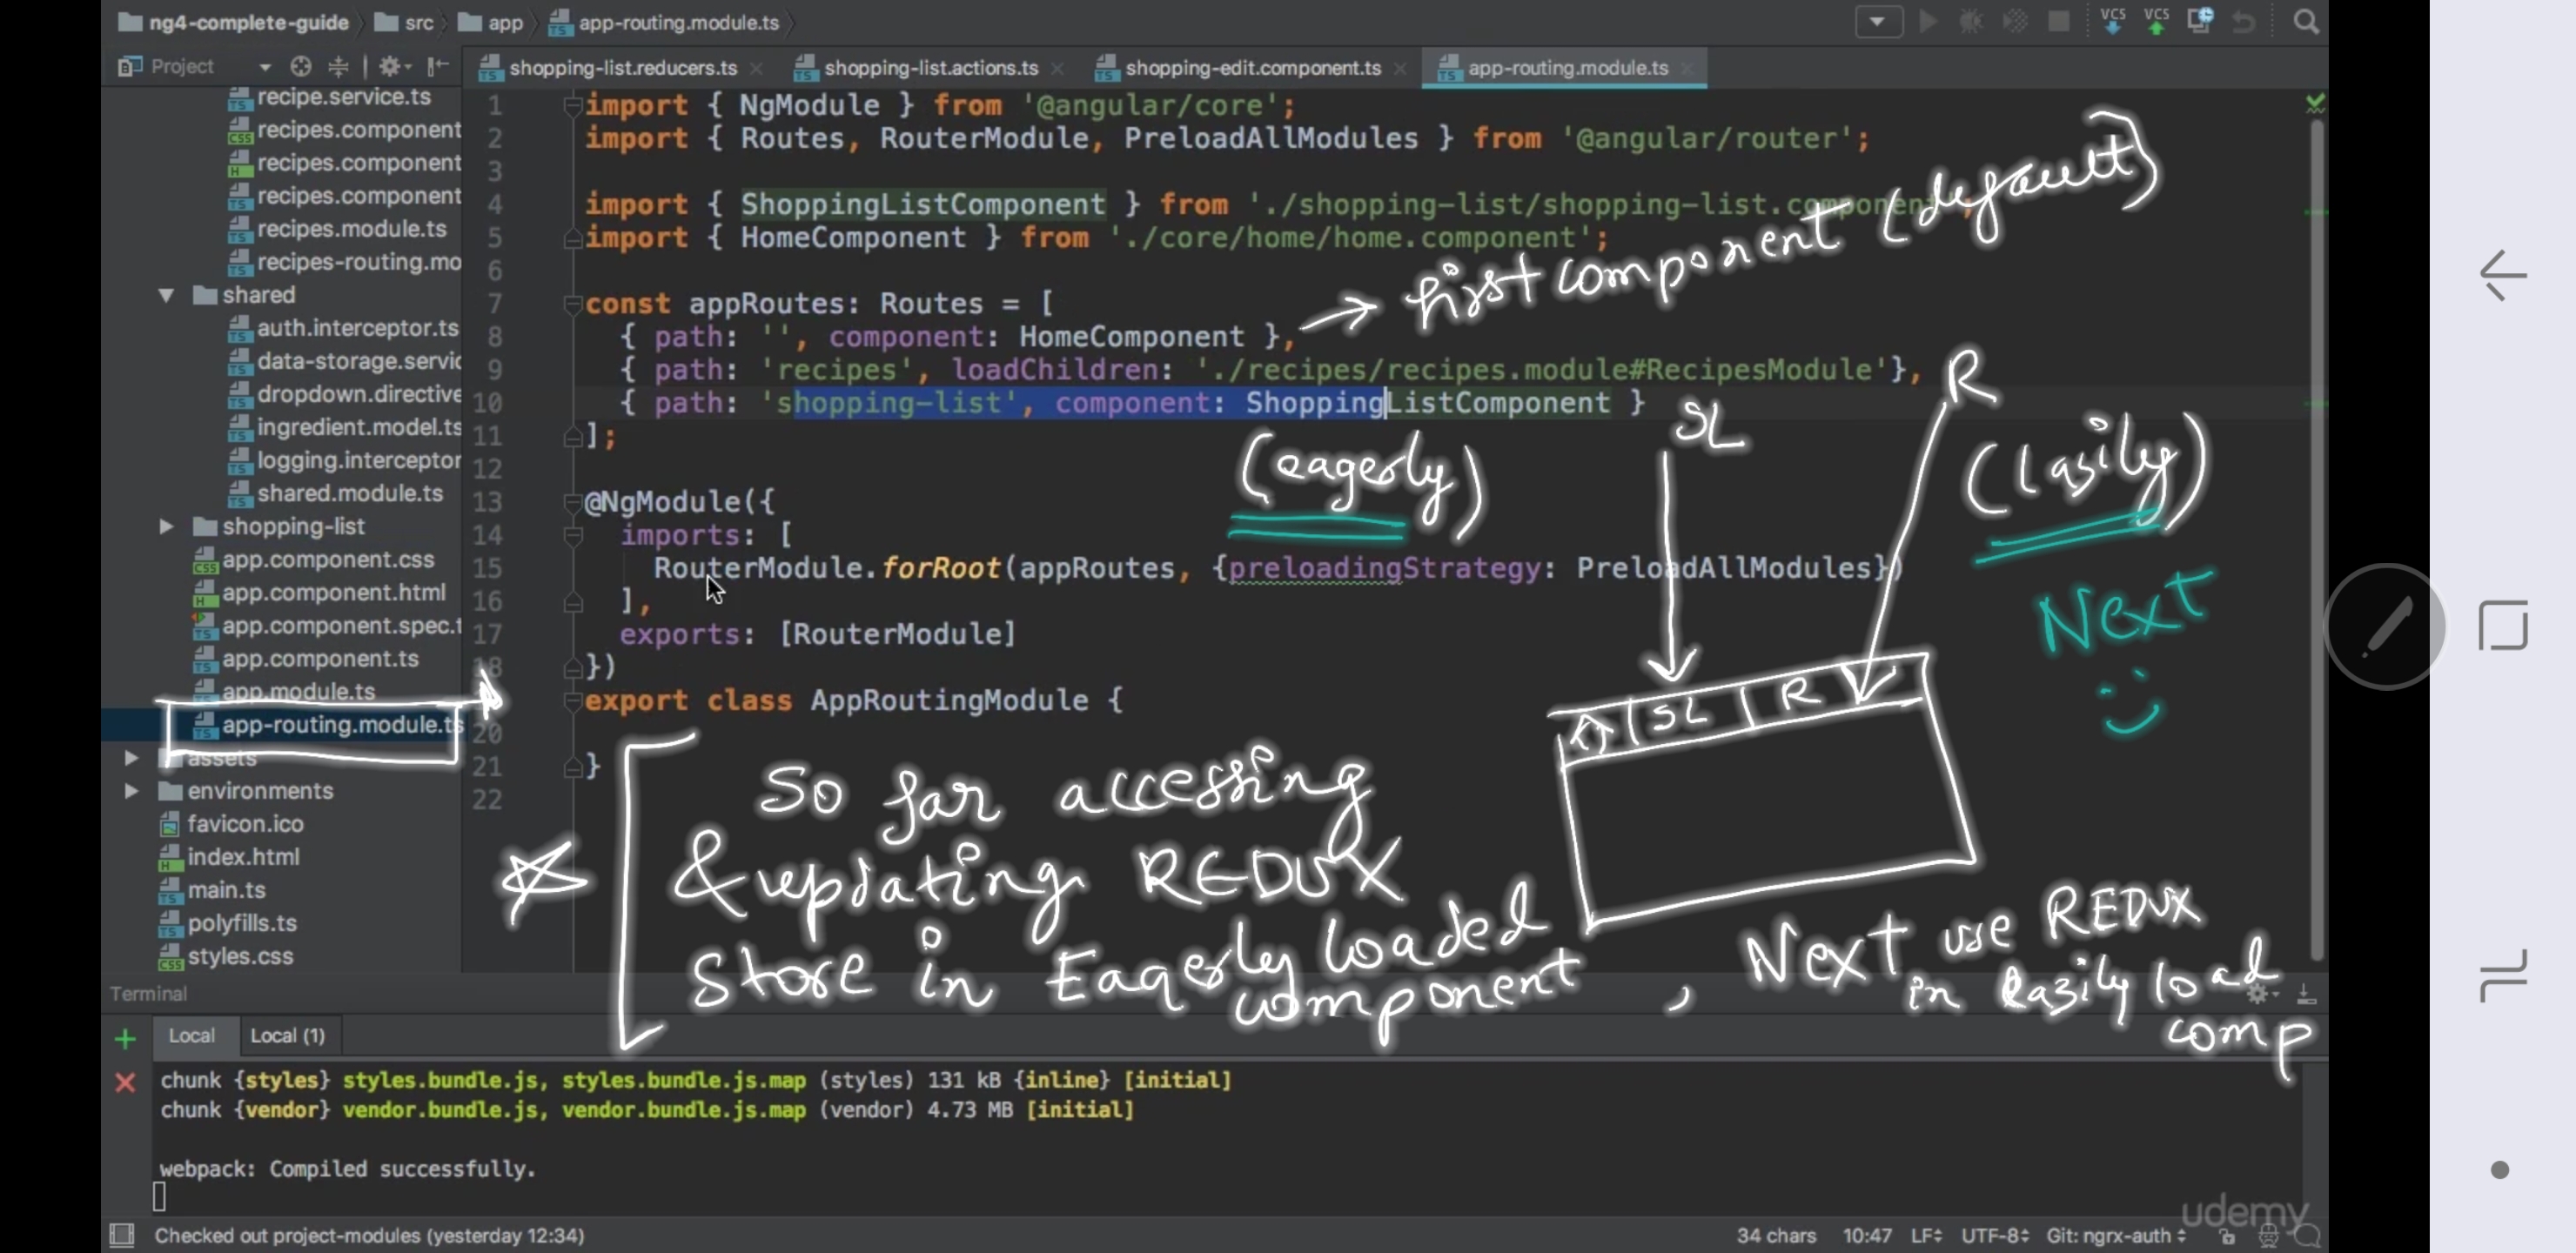 ng4-complete-guide src app app-routing.module.ts
VCS VCS
Project
shopping-list.reducers.ts shopping-list.actions.ts shopping-edit.component.ts app-routing.module.ts
recipe.service.ts
recipes.component
recipes.component
recipes.component
recipes.module.ts
recipes-routing.mo
shared
auth.interceptor.ts
data-storage.servic
dropdown.directive
ingredient.model.ts
logging.interceptor
shared.module.ts
shopping-list
app.component.css
app.component.html
app.component.spec.t
app.component.ts
app.module.ts
app-routing.module.ts
assets
environments
favicon.ico
index.html
main.ts
polyfills.ts
styles.css
1 import { NgModule } from '@angular/core';
2 import { Routes, RouterModule, PreloadAllModules } from '@angular/router';
3
4 import { ShoppingListComponent } from './shopping-list/shopping-list.component';
5 import { HomeComponent } from './core/home/home.component';
6
7 const appRoutes: Routes = [
8 { path: '', component: HomeComponent },
9 { path: 'recipes', loadChildren: './recipes/recipes.module#RecipesModule'},
10 { path: 'shopping-list', component: ShoppingListComponent }
11 ];
12
13 @NgModule({
14 imports: [
15 RouterModule.forRoot(appRoutes, {preloadingStrategy: PreloadAllModules})
16 ],
17 exports: [RouterModule]
18 })
export class AppRoutingModule {
20
21 }
22
→ first component (default)
SL
R
(eagerly)
(lasily)
Next
SL R
So far accessing
& updating REDUX
store in Eagerly loaded
component
, Next use REDUX
in lazily load
comp
Terminal
Local Local (1)
chunk {styles} styles.bundle.js, styles.bundle.js.map (styles) 131 kB {inline} [initial]
chunk {vendor} vendor.bundle.js, vendor.bundle.js.map (vendor) 4.73 MB [initial]
webpack: Compiled successfully.
udemy
Checked out project-modules (yesterday 12:34) 34 chars 10:47 LF UTF-8 Git: ngrx-auth